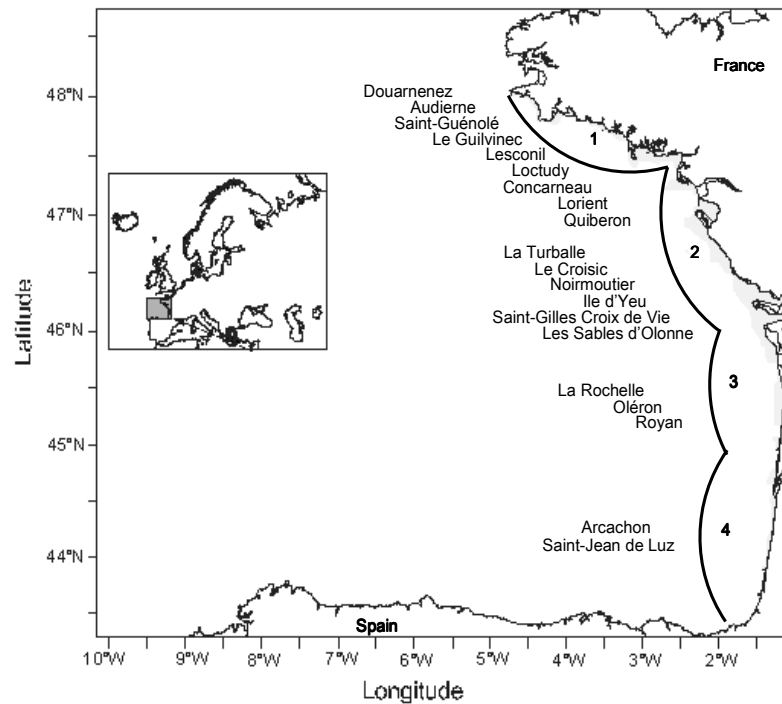 France
48°N
Douarnenez
Audierne
Saint-Guénolé
Le Guilvinec
1
Lesconil
Loctudy
Concarneau
47°N
Lorient
Quiberon
2
La Turballe
Le Croisic
Noirmoutier
Ile d'Yeu
Saint-Gilles Croix de Vie
46°N
Les Sables d'Olonne
Latitude
3
La Rochelle
Oléron
Royan
45°N
4
Arcachon
Saint-Jean de Luz
44°N
Spain
10°W 9°W 8°W 7°W 6°W 5°W 4°W 3°W 2°W
Longitude